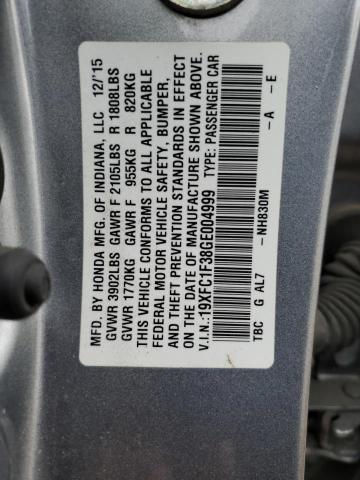 MFD. BY HONDA MFG. OF INDIANA, LLC 12/'15
GVWR 3902LBS GAWR F 2105LBS R 1808LBS
GVWR 1770KG GAWR F 955KG R 820KG
THIS VEHICLE CONFORMS TO ALL APPLICABLE
FEDERAL MOTOR VEHICLE SAFETY, BUMPER,
AND THEFT PREVENTION STANDARDS IN EFFECT
ON THE DATE OF MANUFACTURE SHOWN ABOVE.
V.I.N.:19XFC1F38GE004999 TYPE: PASSENGER CAR
-NH830M -A -E
TBC G AL7